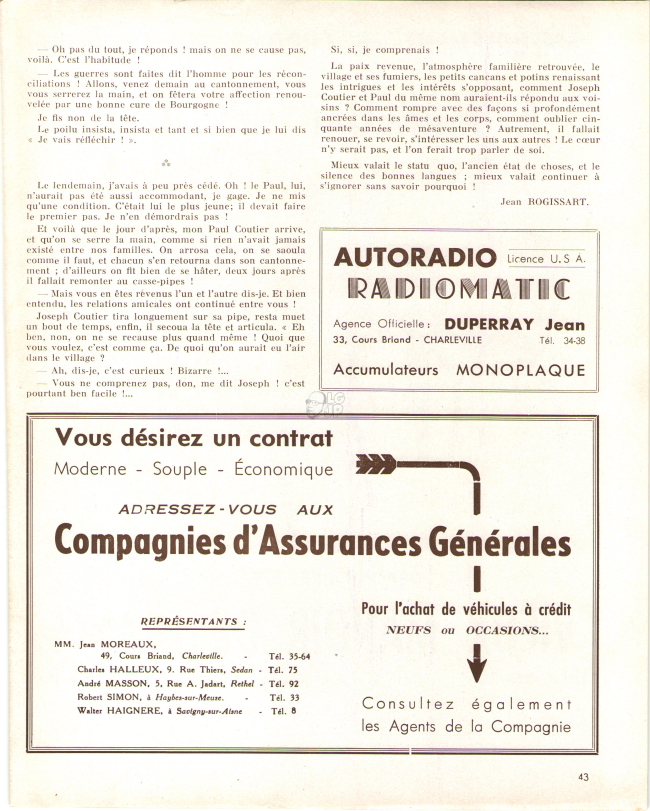 — Oh pas du tout, je réponds ! mais on ne se cause pas,
voilà. C'est l'habitude !
— Les guerres sont faites dit l'homme pour les récon-
ciliations ! Allons, venez demain au cantonnement, vous
vous serrerez la main, et on fêtera votre affection renou-
velée par une bonne cure de Bourgogne !
Je fis non de la tête.
Le poilu insista, insista et tant et si bien que je lui dis
« Je vais réfléchir ! ».
Le lendemain, j'avais à peu près cédé. Oh ! le Paul, lui,
n'aurait pas été aussi accommodant, je gage. Je ne mis
qu'une condition. C'était lui le plus jeune; il devait faire
le premier pas. Je n'en démordrais pas !
Et voilà que le jour d'après, mon Paul Coutier arrive,
et qu'on se serre la main, comme si rien n'avait jamais
existé entre nos familles. On arrosa cela, on se saoula
comme il faut, et chacun s'en retourna dans son cantonne-
ment ; d'ailleurs on fit bien de se hâter, deux jours après
il fallait remonter au casse-pipes !
— Mais vous en êtes revenus l'un et l'autre dis-je. Et bien
entendu, les relations amicales ont continué entre vous !
Joseph Coutier tira longuement sur sa pipe, resta muet
un bout de temps, enfin, il secoua la tête et articula. « Eh
ben, non, on ne se recause plus quand même ! Quoi que
vous voulez, c'est comme ça. De quoi qu'on aurait eu l'air
dans le village ?
— Ah, dis-je, c'est curieux ! Bizarre !...
— Vous ne comprenez pas, don, me dit Joseph ! c'est
pourtant ben facile !...
Si, si, je comprenais !
La paix revenue, l'atmosphère familière retrouvée, le
village et ses fumiers, les petits cancans et potins renaissant
les intrigues et les intérêts s'opposant, comment Joseph
Coutier et Paul du même nom auraient-ils répondu aux voi-
sins ? Comment rompre avec des façons si profondément
ancrées dans les âmes et les corps, comment oublier cin-
quante années de mésaventure ? Autrement, il fallait
renouer, se revoir, s'intéresser les uns aux autres ! Le cœur
n'y serait pas, et l'on ferait trop parler de soi.
Mieux valait le statu quo, l'ancien état de choses, et le
silence des bonnes langues ; mieux valait continuer à
s'ignorer sans savoir pourquoi !
Jean ROGISSART.
AUTORADIO Licence U.S A.
RADIOMATIC
Agence Officielle : DUPERRAY Jean
33, Cours Briand - CHARLEVILLE Tél. 34-38
Accumulateurs MONOPLAQUE
LG
JP
Vous désirez un contrat
Moderne - Souple - Économique
ADRESSEZ-VOUS AUX
Compagnies d'Assurances Générales
REPRÉSENTANTS :
MM. Jean MOREAUX,
49, Cours Briand, Charleville. - Tél. 35-64
Charles HALLEUX, 9. Rue Thiers, Sedan - Tél. 75
André MASSON, 5, Rue A. Jadart, Rethel - Tél. 92
Robert SIMON, à Haybes-sur-Meuse. - Tél. 33
Walter HAIGNERE, à Savigny-sur-Aisne - Tél. 8
Pour l'achat de véhicules à crédit
NEUFS ou OCCASIONS...
Consultez également
les Agents de la Compagnie
43